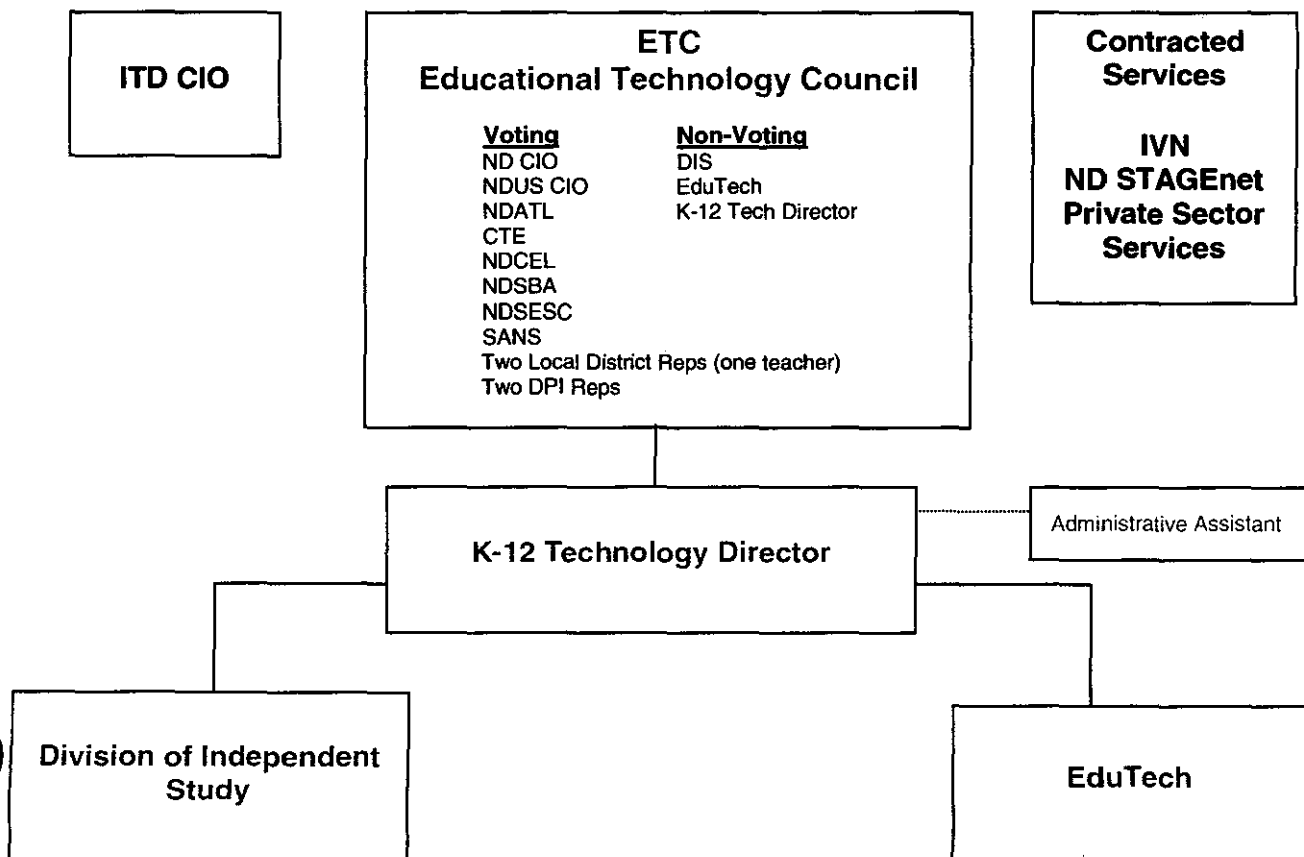 ITD CIO
ETC
Educational Technology Council
Voting Non-Voting
ND CIO DIS
NDUS CIO EduTech
NDATL K-12 Tech Director
CTE
NDCEL
NDSBA
NDSESC
SANS
Two Local District Reps (one teacher)
Two DPI Reps
Contracted
Services
IVN
ND STAGEnet
Private Sector
Services
K-12 Technology Director
Administrative Assistant
Division of Independent
Study
EduTech